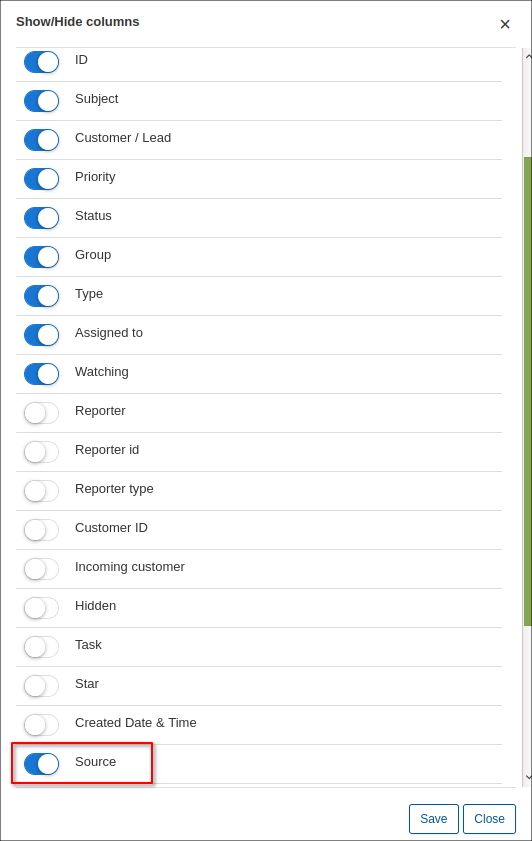 Show/Hide columns
×
ID
Subject
Customer / Lead
Priority
Status
Group
Type
Assigned to
Watching
Reporter
Reporter id
Reporter type
Customer ID
Incoming customer
Hidden
Task
Star
Created Date & Time
Source
Save Close